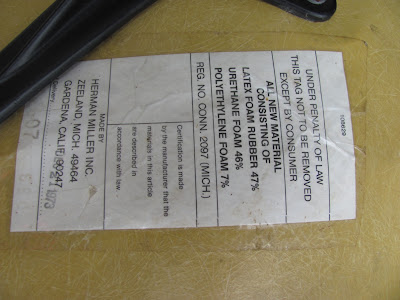 1108629
UNDER PENALTY OF LAW
THIS TAG NOT TO BE REMOVED
EXCEPT BY CONSUMER
ALL NEW MATERIAL
CONSISTING OF
LATEX FOAM RUBBER 47%
URETHANE FOAM 46%
POLYETHYLENE FOAM 7%
REG. NO. CONN. 2097 (MICH.)
Certification is made
by the manufacturer that the
materials in this article
are described in
accordance with law.
MADE BY
HERMAN MILLER INC.
ZEELAND, MICH. 49464
GARDENA, CALIF. 90247